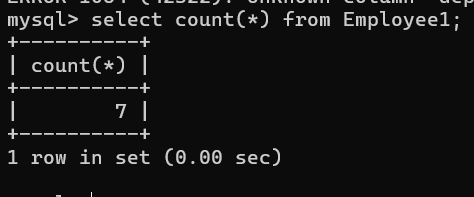 mysql> select count(*) from Employee1;
+----------+
| count(*) |
+----------+
|        7 |
+----------+
1 row in set (0.00 sec)